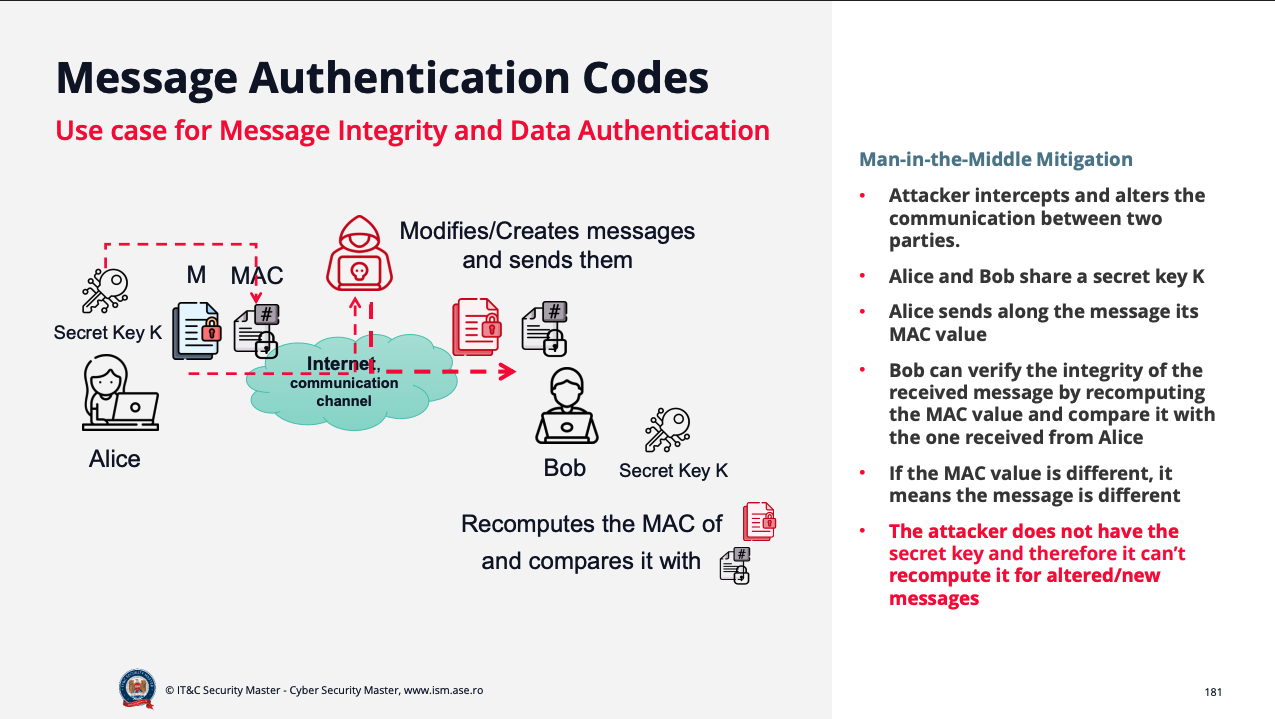 Message Authentication Codes
Use case for Message Integrity and Data Authentication
Modifies/Creates messages
and sends them
M
MAC
#
Secret Key K
#
Internet,
communication
channel
Alice
Bob
Secret Key K
Recomputes the MAC of
and compares it with
#
Man-in-the-Middle Mitigation
• Attacker intercepts and alters the
communication between two
parties.
• Alice and Bob share a secret key K
• Alice sends along the message its
MAC value
• Bob can verify the integrity of the
received message by recomputing
the MAC value and compare it with
the one received from Alice
• If the MAC value is different, it
means the message is different
• The attacker does not have the
secret key and therefore it can’t
recompute it for altered/new
messages
© IT&C Security Master - Cyber Security Master, www.ism.ase.ro
181